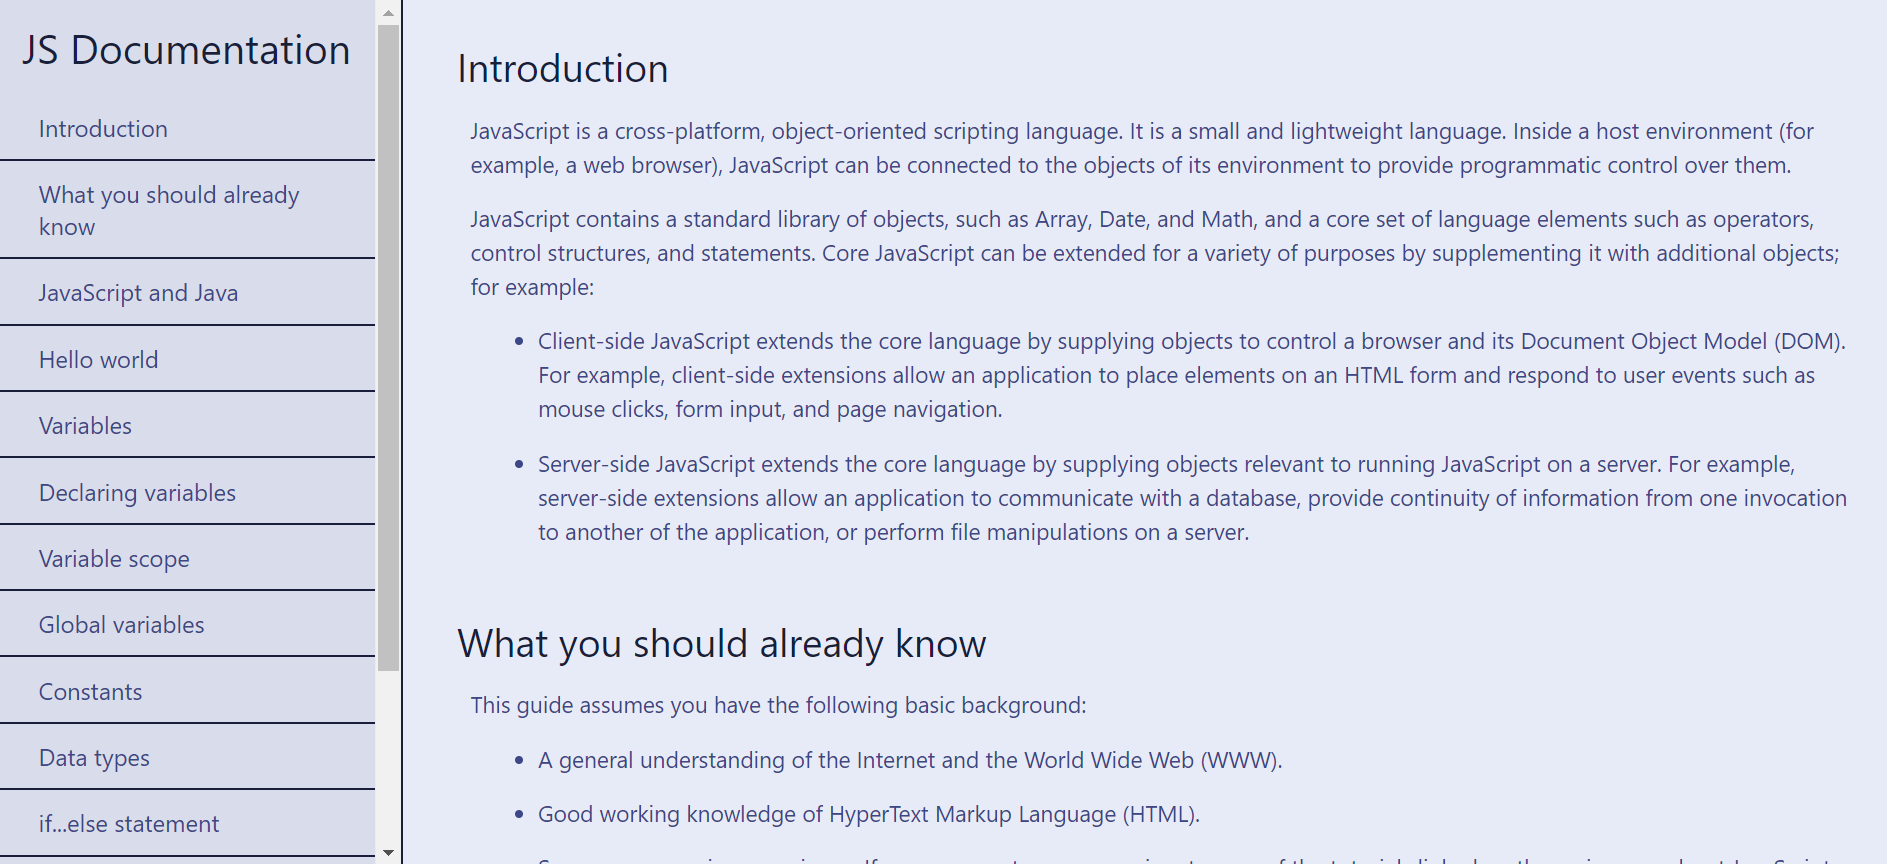 JS Documentation
Introduction
What you should already
know
JavaScript and Java
Hello world
Variables
Declaring variables
Variable scope
Global variables
Constants
Data types
if...else statement
Introduction
JavaScript is a cross-platform, object-oriented scripting language. It is a small and lightweight language. Inside a host environment (for
example, a web browser), JavaScript can be connected to the objects of its environment to provide programmatic control over them.
JavaScript contains a standard library of objects, such as Array, Date, and Math, and a core set of language elements such as operators,
control structures, and statements. Core JavaScript can be extended for a variety of purposes by supplementing it with additional objects;
for example:
• Client-side JavaScript extends the core language by supplying objects to control a browser and its Document Object Model (DOM).
For example, client-side extensions allow an application to place elements on an HTML form and respond to user events such as
mouse clicks, form input, and page navigation.
• Server-side JavaScript extends the core language by supplying objects relevant to running JavaScript on a server. For example,
server-side extensions allow an application to communicate with a database, provide continuity of information from one invocation
to another of the application, or perform file manipulations on a server.
What you should already know
This guide assumes you have the following basic background:
• A general understanding of the Internet and the World Wide Web (WWW).
• Good working knowledge of HyperText Markup Language (HTML).